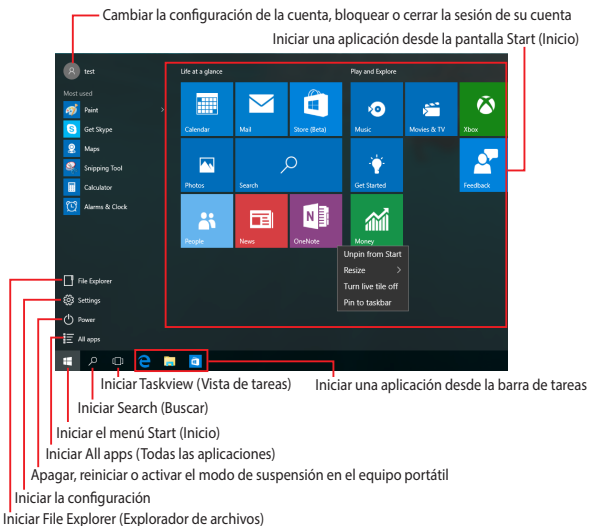 Cambiar la configuración de la cuenta, bloquear o cerrar la sesión de su cuenta
Iniciar una aplicación desde la pantalla Start (Inicio)
test
Most used
Paint
Get Skype
Maps
Snipping Tool
Calculator
Alarms & Clock
File Explorer
Settings
Power
All apps
Life at a glance
Calendar
Mail
Store (Beta)
Photos
Search
People
News
OneNote
Play and Explore
Music
Movies & TV
Xbox
Get Started
Feedback
Money
Unpin from Start
Resize
Turn live tile off
Pin to taskbar
Iniciar Taskview (Vista de tareas)
Iniciar una aplicación desde la barra de tareas
Iniciar Search (Buscar)
Iniciar el menú Start (Inicio)
Iniciar All apps (Todas las aplicaciones)
Apagar, reiniciar o activar el modo de suspensión en el equipo portátil
Iniciar la configuración
Iniciar File Explorer (Explorador de archivos)